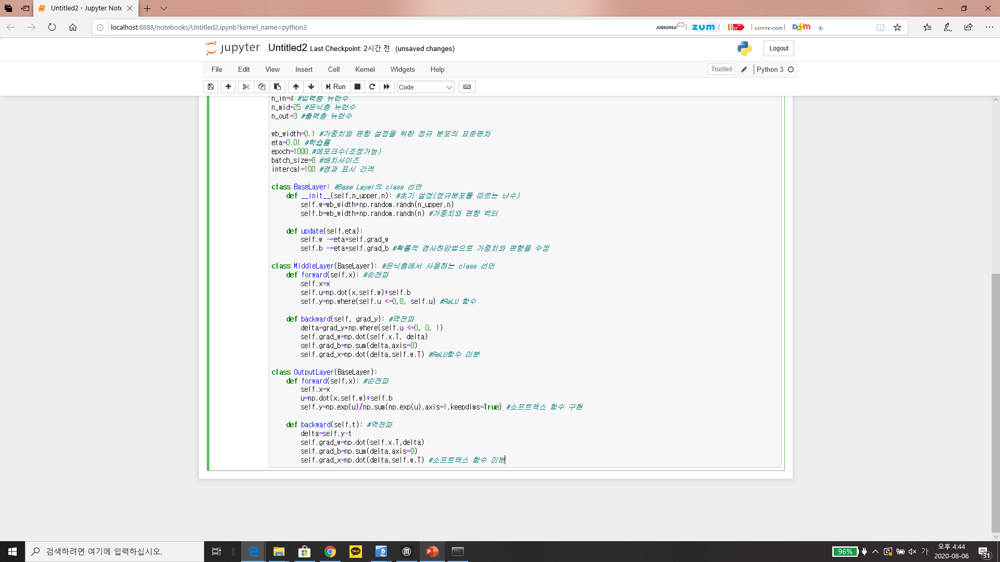 Untitled2 - Jupyter Note
localhost:8888/notebooks/Untitled2.ipynb?kernel_name=python3
JOBKOREA
zum
11ST
LOTTE.COM
Daum
jupyter Untitled2 Last Checkpoint: 2시간 전 (unsaved changes)
Logout
File Edit View Insert Cell Kernel Widgets Help
Trusted
Python 3
Run
Code
n_in=4 #입력층 뉴런수
n_mid=25 #은닉층 뉴런수
n_out=3 #출력층 뉴런수
wb_width=0.1 #가중치와 편향 설정을 위한 정규 분포의 표준편차
eta=0.01 #학습률
epoch=1000 #에포크수(조정가능)
batch_size=8 #배치사이즈
intercal=100 #경과 표시 간격
class BaseLayer: #Base Layer의 class 선언
def __init__(self,n_upper,n): #초기 설정(정규분포를 따르는 난수)
self.w=wb_width*np.random.randn(n_upper,n)
self.b=wb_width*np.random.randn(n) #가중치와 편향 벡터
def update(self,eta):
self.w -=eta*self.grad_w
self.b -=eta*self.grad_b #확률적 경사하강법으로 가중치와 편향을 수정
class MiddleLayer(BaseLayer): #은닉층에서 사용하는 class 선언
def forward(self,x): #순전파
self.x=x
self.u=np.dot(x,self.w)+self.b
self.y=np.where(self.u <=0,0, self.u) #ReLU 함수
def backward(self, grad_y): #역전파
delta=grad_y*np.where(self.u <=0, 0, 1)
self.grad_w=np.dot(self.x.T, delta)
self.grad_b=np.sum(delta,axis=0)
self.grad_x=np.dot(delta,self.w.T) #ReLU함수 미분
class OutputLayer(BaseLayer):
def forward(self,x): #순전파
self.x=x
u=np.dot(x,self.w)+self.b
self.y=np.exp(u)/np.sum(np.exp(u),axis=1,keepdims=True) #소프트맥스 함수 구현
def backward(self,t): #역전파
delta=self.y-t
self.grad_w=np.dot(self.x.T,delta)
self.grad_b=np.sum(delta,axis=0)
self.grad_x=np.dot(delta,self.w.T) #소프트맥스 함수 미분
검색하려면 여기에 입력하십시오.
TALK
96%
가
오후 4:44
2020-08-06
31